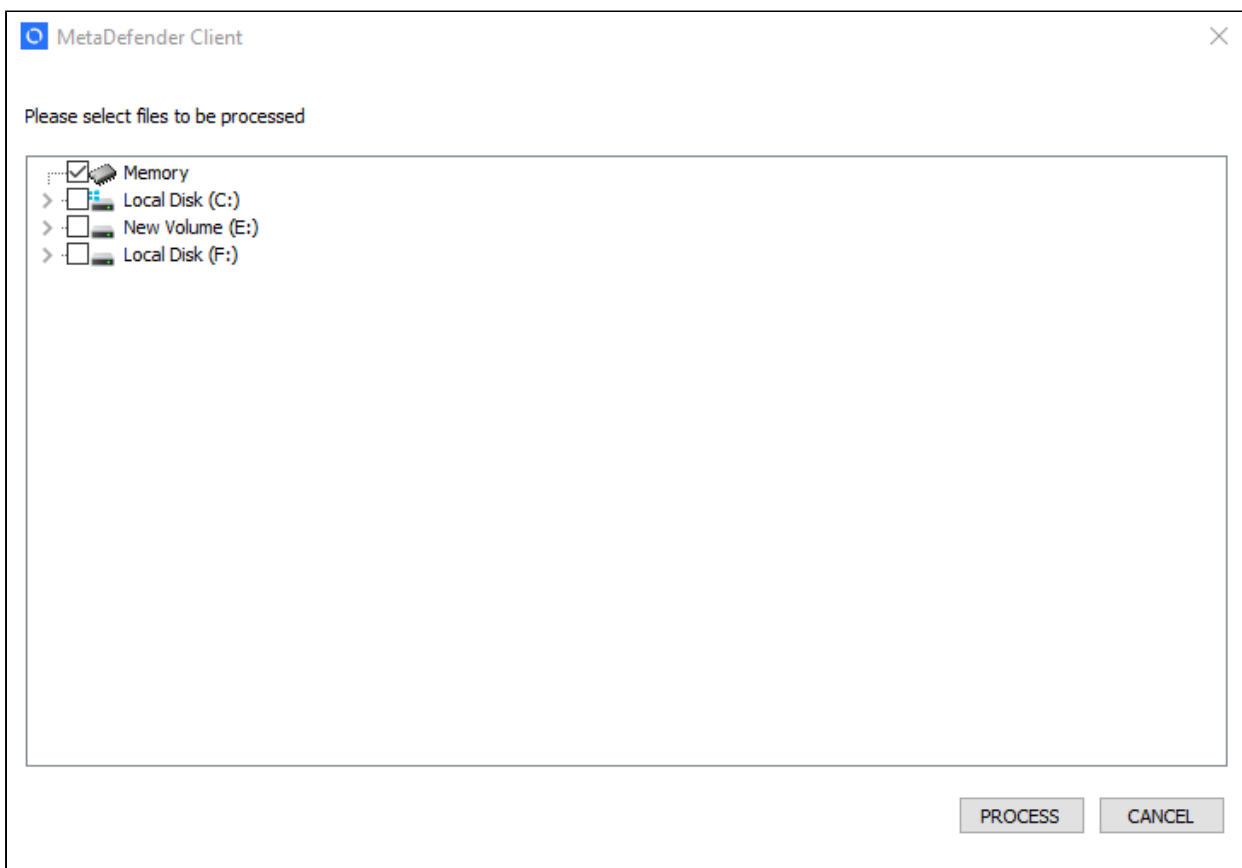 MetaDefender Client
Please select files to be processed
Memory
Local Disk (C:)
New Volume (E:)
Local Disk (F:)
PROCESS CANCEL